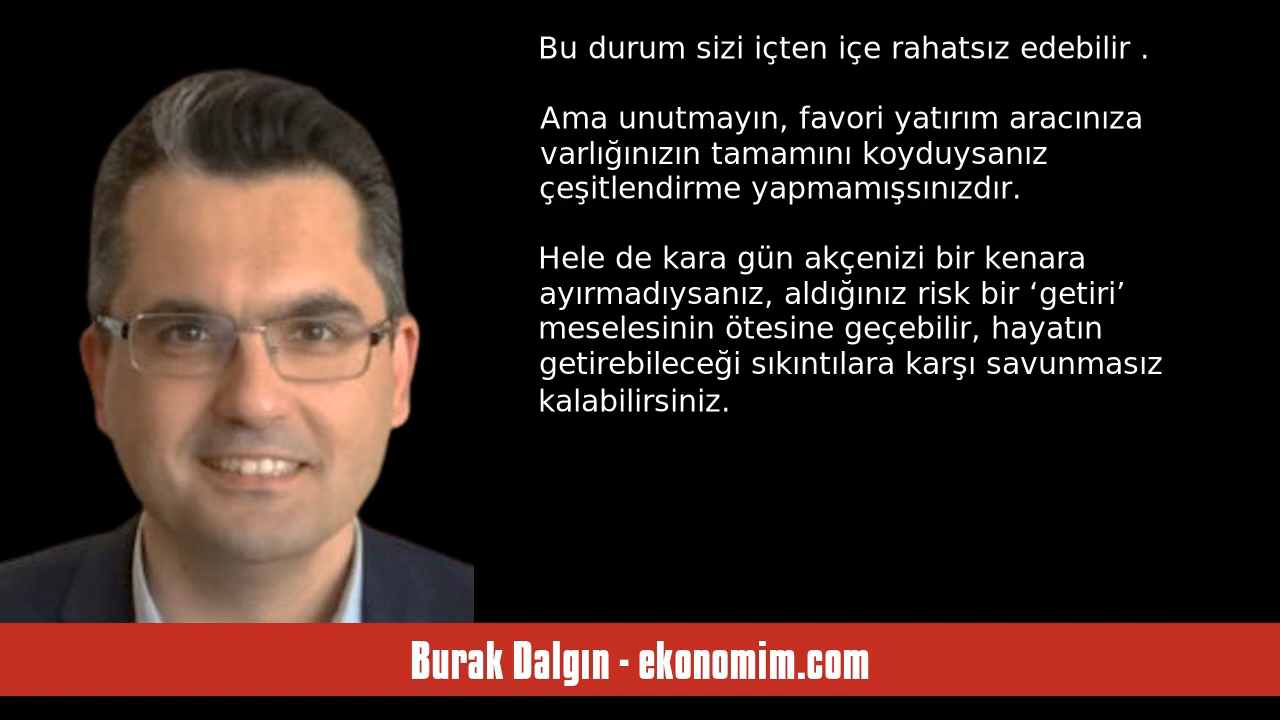 Bu durum sizi içten içe rahatsız edebilir .
Ama unutmayın, favori yatırım aracınıza
varlığınızın tamamını koyduysanız
çeşitlendirme yapmamışsınızdır.
Hele de kara gün akçenizi bir kenara
ayırmadıysanız, aldığınız risk bir ‘getiri’
meselesinin ötesine geçebilir, hayatın
getirebileceği sıkıntılara karşı savunmasız
kalabilirsiniz.
Burak Dalgın - ekonomim.com